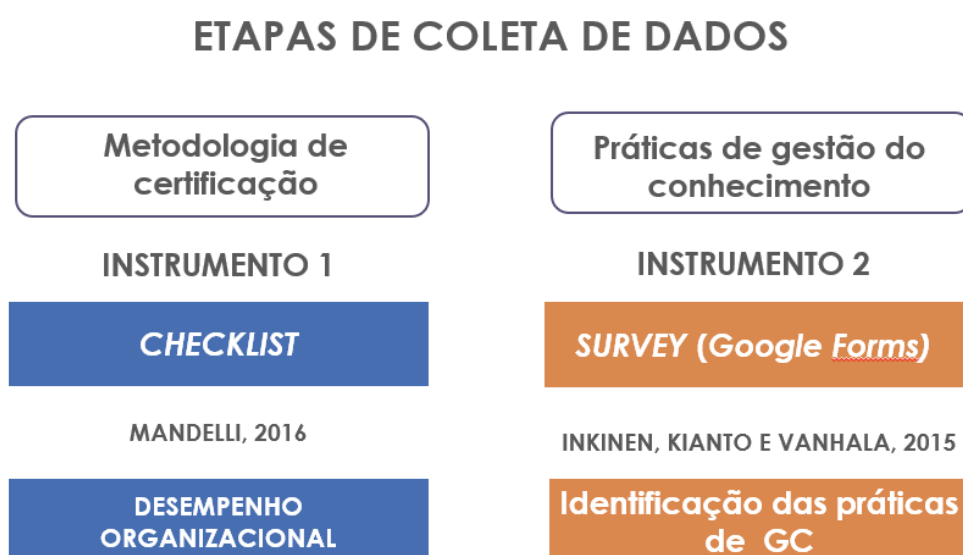 ETAPAS DE COLETA DE DADOS
Metodologia de
certificação
INSTRUMENTO 1
CHECKLIST
MANDELLI, 2016
DESEMPENHO
ORGANIZACIONAL
Práticas de gestão do
conhecimento
INSTRUMENTO 2
SURVEY (Google Forms)
INKINEN, KIANTO E VANHALA, 2015
Identificação das práticas
de GC